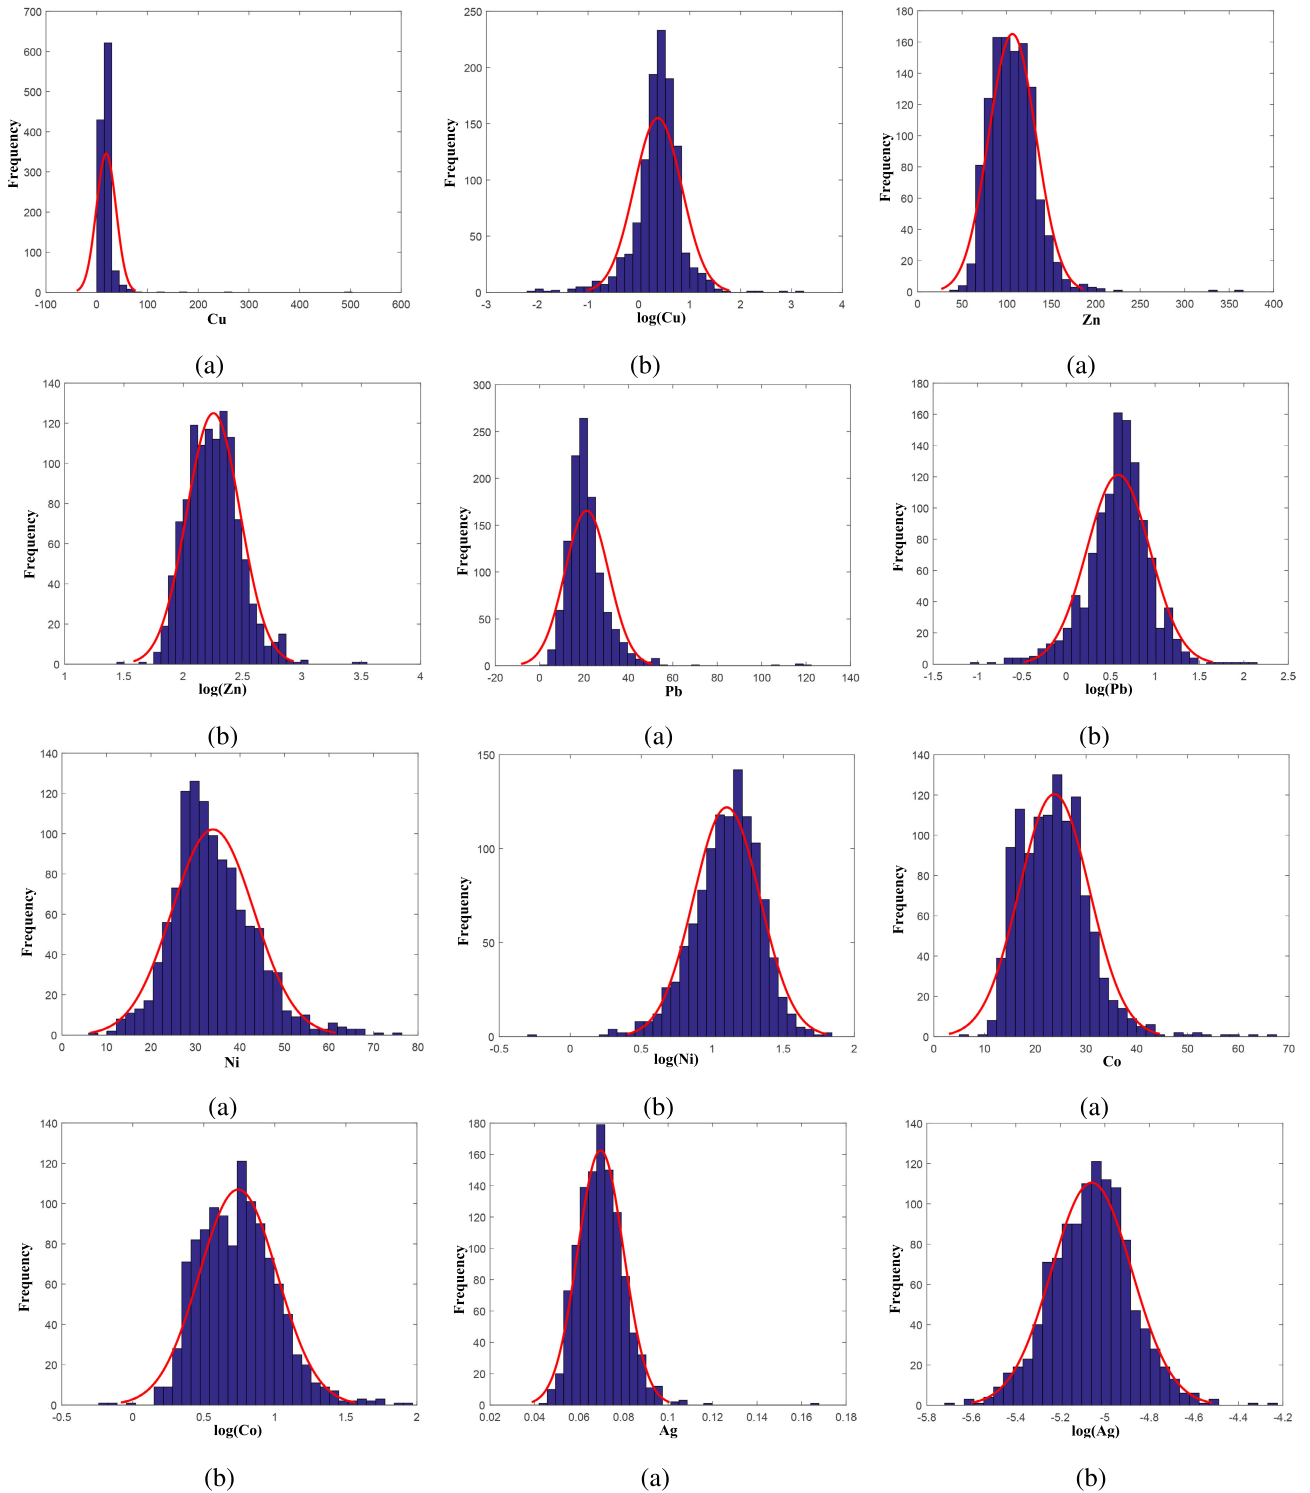 700
600
500
400
300
200
100
0
-100 0 100 200 300 400 500 600
Frequency
Cu
(a)
250
200
150
100
50
0
-3 -2 -1 0 1 2 3 4
Frequency
log(Cu)
(b)
180
160
140
120
100
80
60
40
20
0
0 50 100 150 200 250 300 350 400
Frequency
Zn
(a)
140
120
100
80
60
40
20
0
1 1.5 2 2.5 3 3.5 4
Frequency
log(Zn)
(b)
300
250
200
150
100
50
0
-20 0 20 40 60 80 100 120 140
Frequency
Pb
(a)
180
160
140
120
100
80
60
40
20
0
-1.5 -1 -0.5 0 0.5 1 1.5 2 2.5
Frequency
log(Pb)
(b)
140
120
100
80
60
40
20
0
0 10 20 30 40 50 60 70 80
Frequency
Ni
(a)
150
100
50
0
-0.5 0 0.5 1 1.5 2
Frequency
log(Ni)
(b)
140
120
100
80
60
40
20
0
0 10 20 30 40 50 60 70
Frequency
Co
(a)
140
120
100
80
60
40
20
0
-0.5 0 0.5 1 1.5 2
Frequency
log(Co)
(b)
180
160
140
120
100
80
60
40
20
0
0.02 0.04 0.06 0.08 0.1 0.12 0.14 0.16 0.18
Frequency
Ag
(a)
140
120
100
80
60
40
20
0
-5.8 -5.6 -5.4 -5.2 -5 -4.8 -4.6 -4.4 -4.2
Frequency
log(Ag)
(b)